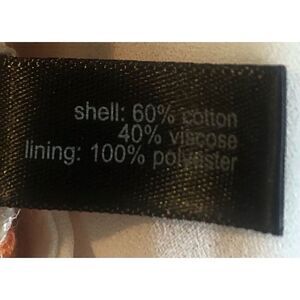 shell: 60% cotton
40% viscose
lining: 100% polyester